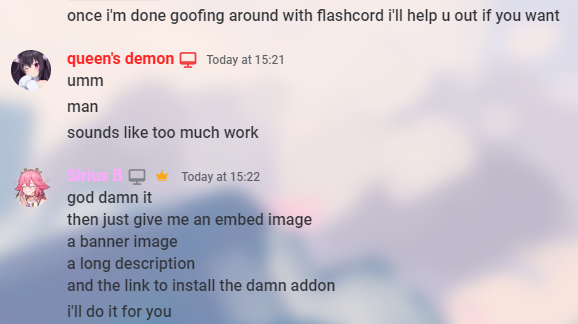 once i'm done goofing around with flashcord i'll help u out if you want
queen's demon Today at 15:21
umm
man
sounds like too much work
Sirius B Today at 15:22
god damn it
then just give me an embed image
a banner image
a long description
and the link to install the damn addon
i'll do it for you